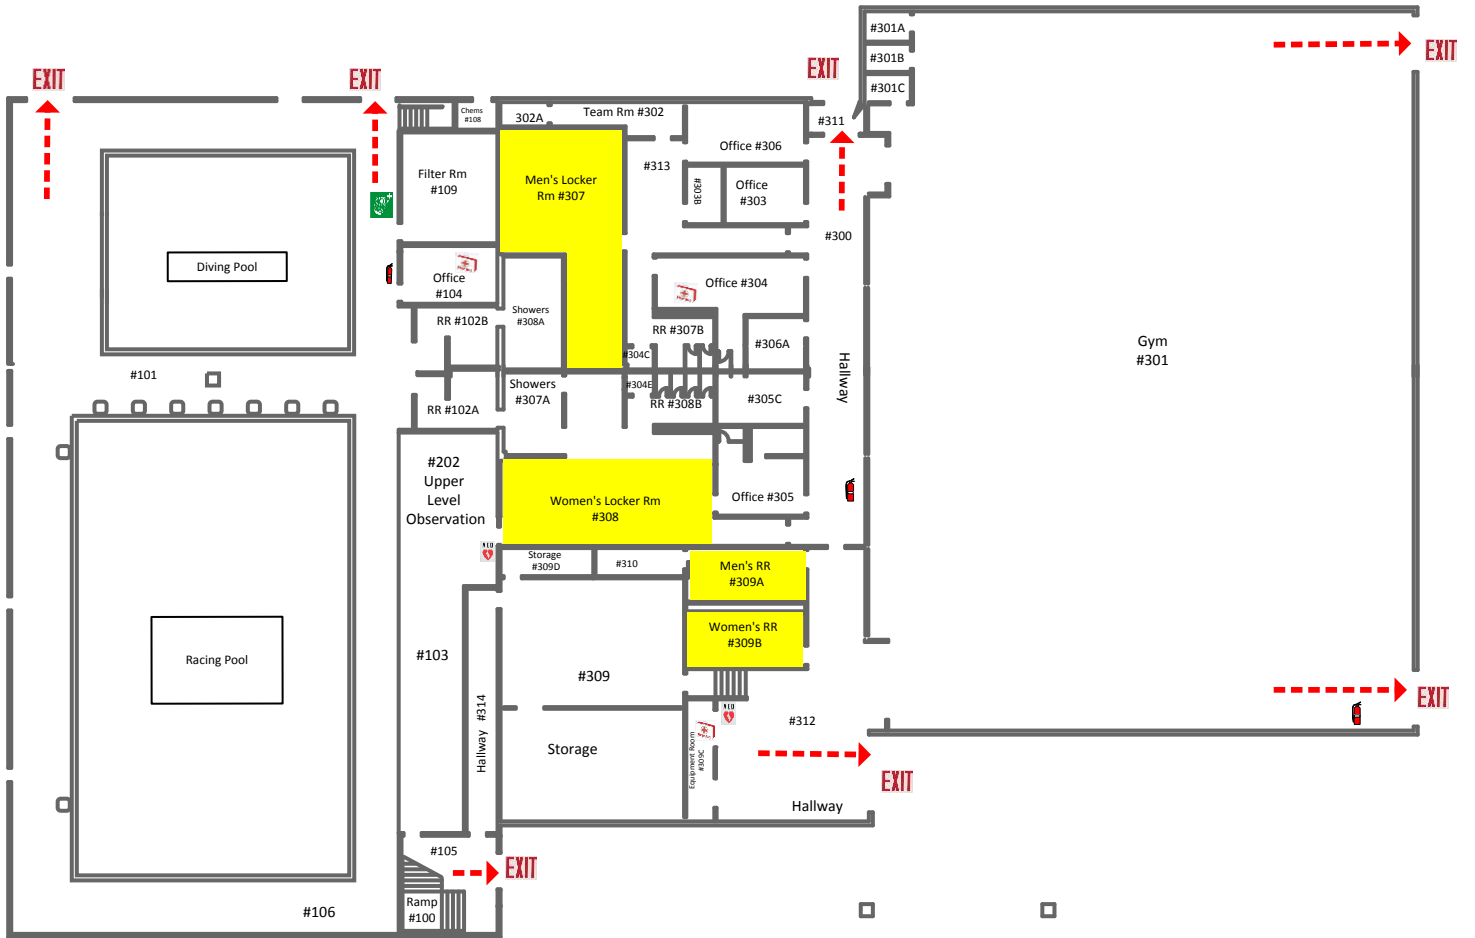 #301A
EXIT
#301B
EXIT
EXIT
EXIT
#301C
Chems
#108
302A
Team Rm #302
#311
Office #306
#313
Filter Rm
#109
Men's Locker
Rm #307
#303B
Office
#303
#300
Diving Pool
Office
#104
Office #304
Showers
#308A
RR #102B
RR #307B
#304C
#306A
Gym
#301
Hallway
#101
Showers
#307A
#304E
RR #102A
RR #308B
#305C
#202
Upper
Level
Observation
Women's Locker Rm
#308
Office #305
AED
Storage
#309D
#310
Men's RR
#309A
Women's RR
#309B
Racing Pool
#103
#309
Hallway #314
AED
#312
EXIT
Storage
Equipment Room
#309C
EXIT
Hallway
#105
EXIT
Ramp
#100
#106